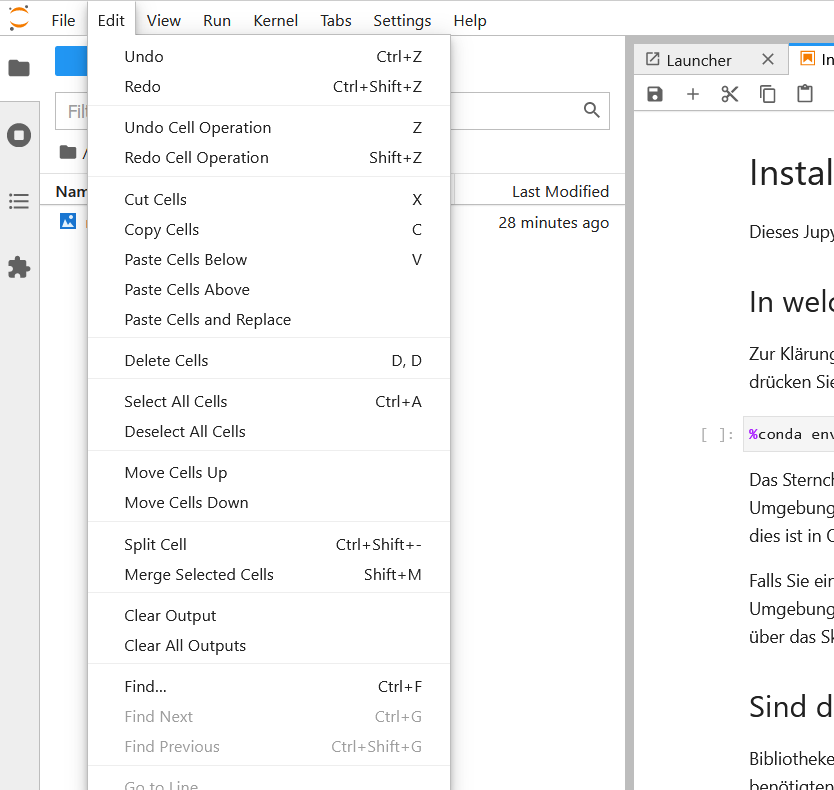 File Edit View Run Kernel Tabs Settings Help
Undo Ctrl+Z
Redo Ctrl+Shift+Z
Undo Cell Operation Z
Redo Cell Operation Shift+Z
Cut Cells X
Copy Cells C
Paste Cells Below V
Paste Cells Above
Paste Cells and Replace
Delete Cells D, D
Select All Cells Ctrl+A
Deselect All Cells
Move Cells Up
Move Cells Down
Split Cell Ctrl+Shift+-
Merge Selected Cells Shift+M
Clear Output
Clear All Outputs
Find... Ctrl+F
Find Next Ctrl+G
Find Previous Ctrl+Shift+G
Go to Line
/
Nam
Last Modified
28 minutes ago
Launcher
In
Instal
Dieses Jupy
In welc
Zur Klärung
drücken Sie
[ ]: %conda env
Das Sternch
Umgebung
dies ist in C
Falls Sie ein
Umgebung
über das Sk
Sind d
Bibliotheke
benötigten